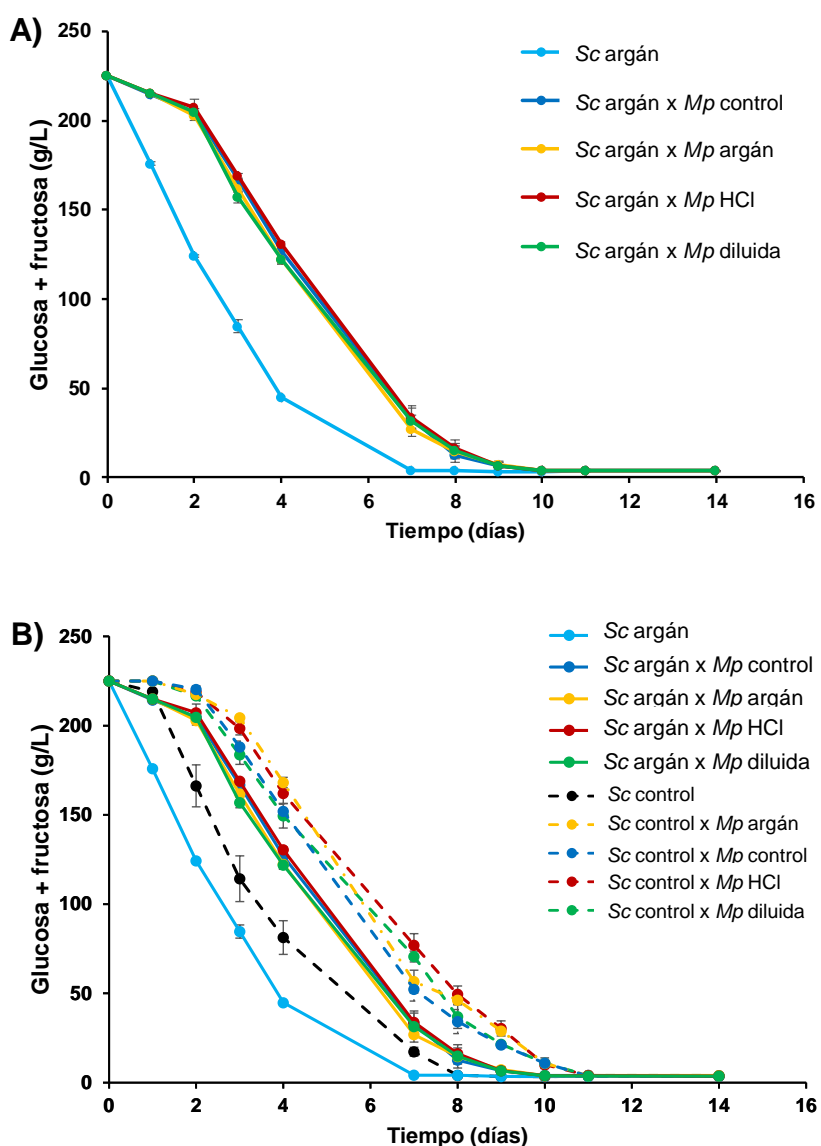 A)
250
200
150
100
50
0
Glucosa + fructosa (g/L)
0 2 4 6 8 10 12 14 16
Tiempo (días)
Sc argán
Sc argán x Mp control
Sc argán x Mp argán
Sc argán x Mp HCl
Sc argán x Mp diluida
B)
250
200
150
100
50
0
Glucosa + fructosa (g/L)
0 2 4 6 8 10 12 14 16
Tiempo (días)
Sc argán
Sc argán x Mp control
Sc argán x Mp argán
Sc argán x Mp HCl
Sc argán x Mp diluida
Sc control
Sc control x Mp argán
Sc control x Mp control
Sc control x Mp HCl
Sc control x Mp diluida